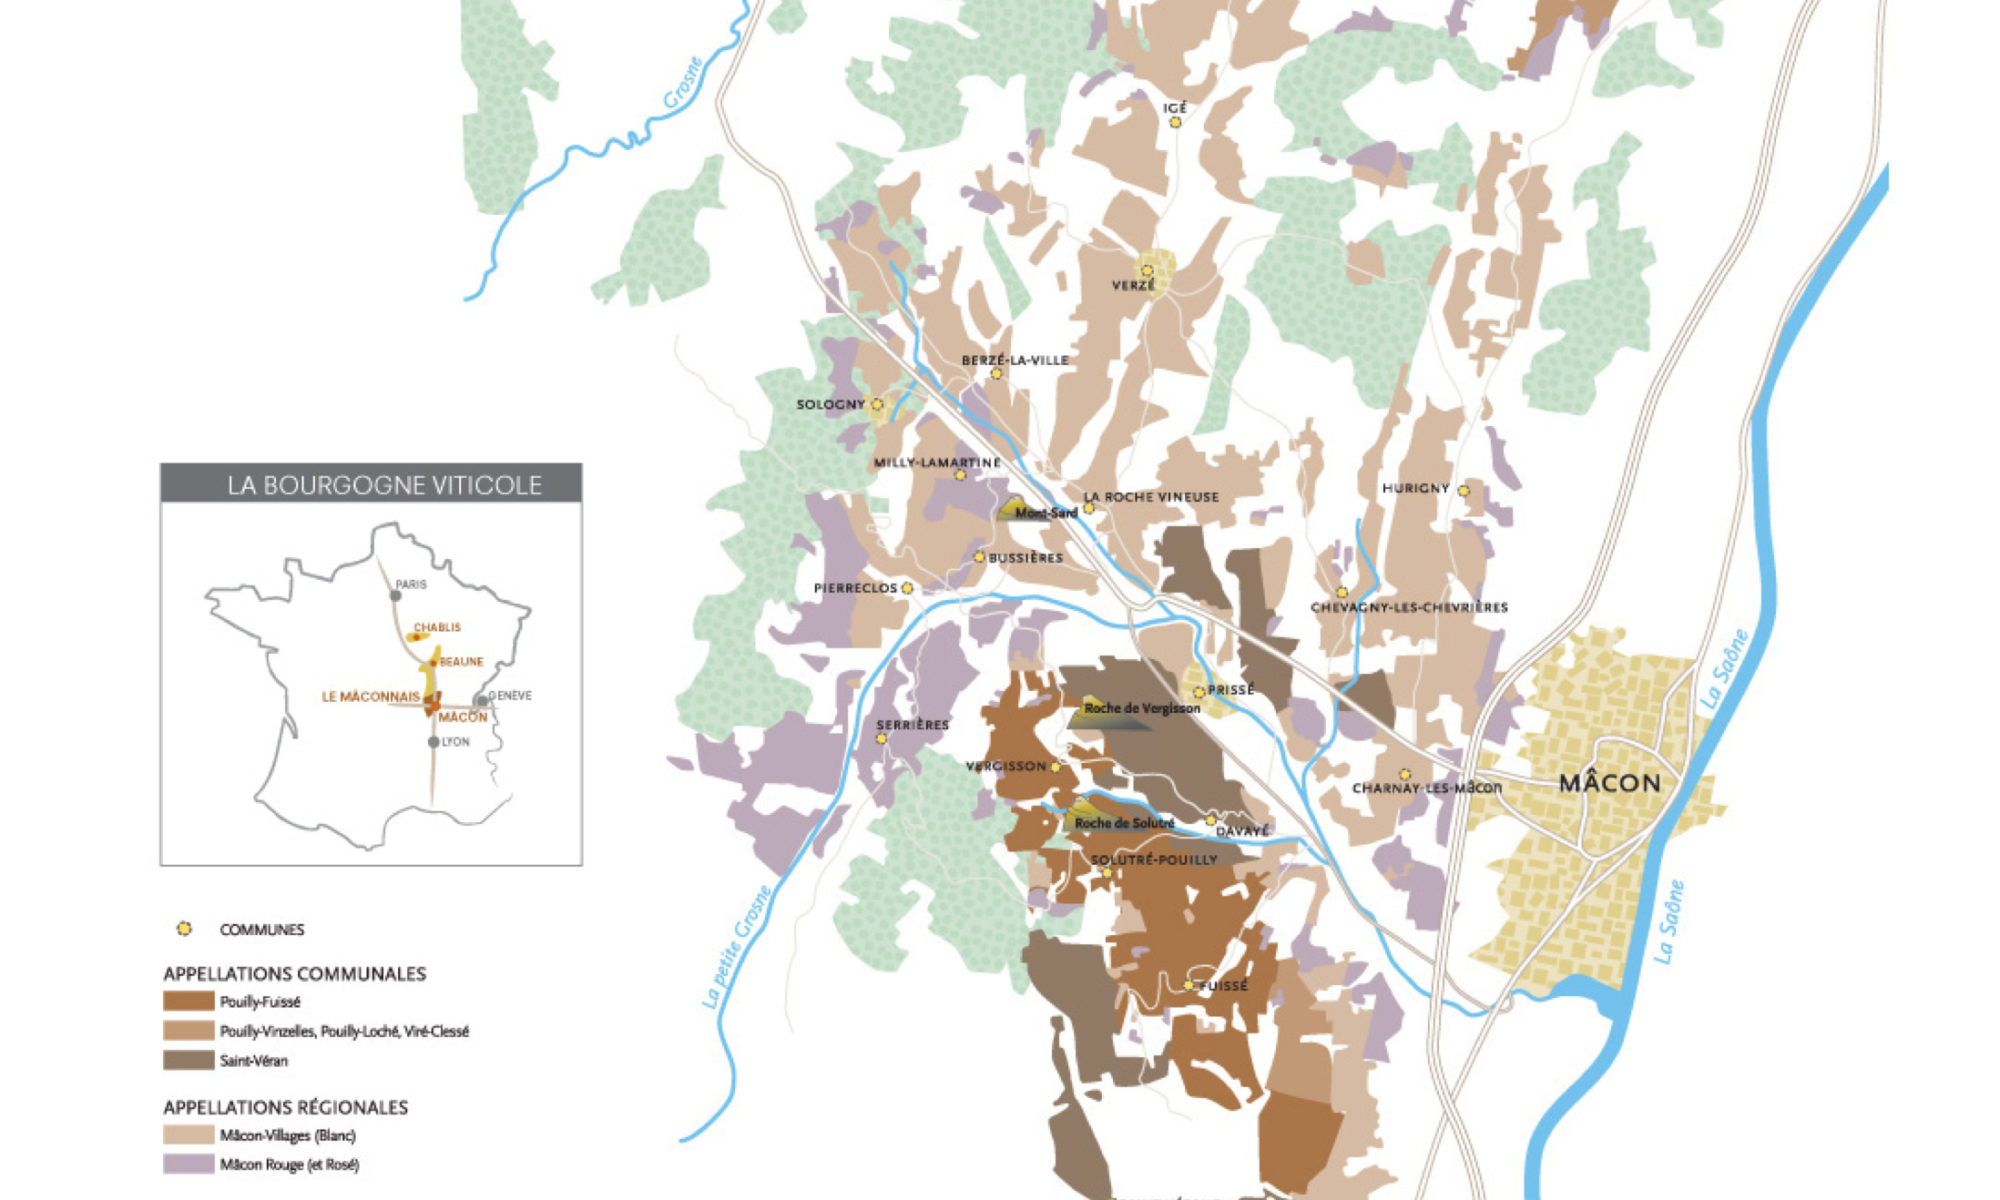 Grosne
IGÉ
VERZÉ
BERZÉ-LA-VILLE
SOLOGNY
MILLY-LAMARTINE
LA ROCHE VINEUSE
Mont-Sard
HURIGNY
BUSSIÈRES
PIERRECLOS
CHEVAGNY-LES-CHEVRIÈRES
PRISSÉ
Roche de Vergisson
SERRIÈRES
VERGISSON
CHARNAY-LES-Mâcon
MÂCON
La Saône
Roche de Solutré
DAVAYÉ
SOLUTRÉ-POUILLY
La petite Grosne
La Saône
FUISSÉ
LA BOURGOGNE VITICOLE
PARIS
CHABLIS
BEAUNE
LE MÂCONNAIS
GENÈVE
MÂCON
LYON
COMMUNES
APPELLATIONS COMMUNALES
Pouilly-Fuissé
Pouilly-Vinzelles, Pouilly-Loché, Viré-Clessé
Saint-Véran
APPELLATIONS RÉGIONALES
Mâcon-Villages (Blanc)
Mâcon Rouge (et Rosé)